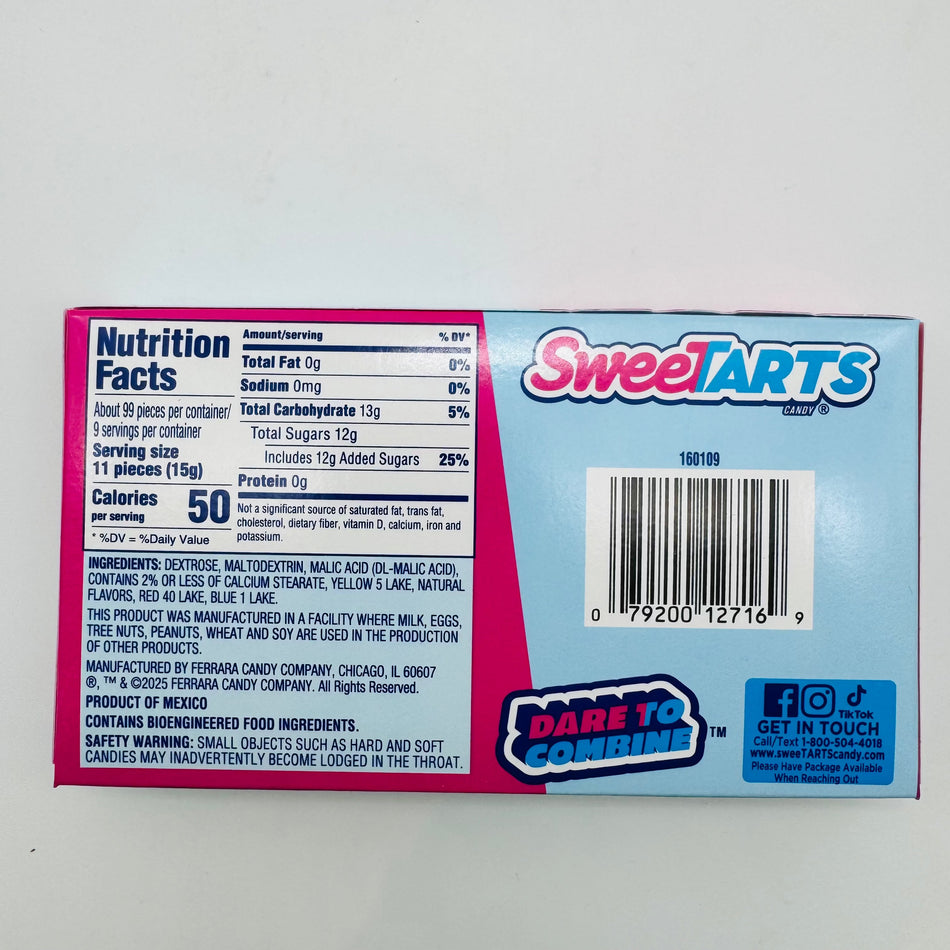 Nutrition
Facts
About 99 pieces per container/
9 servings per container
Serving size
11 pieces (15g)
Calories
per serving
50
* %DV = %Daily Value
Amount/serving % DV*
Total Fat 0g 0%
Sodium 0mg 0%
Total Carbohydrate 13g 5%
Total Sugars 12g
Includes 12g Added Sugars 25%
Protein 0g
Not a significant source of saturated fat, trans fat,
cholesterol, dietary fiber, vitamin D, calcium, iron and
potassium.
INGREDIENTS: DEXTROSE, MALTODEXTRIN, MALIC ACID (DL-MALIC ACID),
CONTAINS 2% OR LESS OF CALCIUM STEARATE, YELLOW 5 LAKE, NATURAL
FLAVORS, RED 40 LAKE, BLUE 1 LAKE.
THIS PRODUCT WAS MANUFACTURED IN A FACILITY WHERE MILK, EGGS,
TREE NUTS, PEANUTS, WHEAT AND SOY ARE USED IN THE PRODUCTION
OF OTHER PRODUCTS.
MANUFACTURED BY FERRARA CANDY COMPANY, CHICAGO, IL 60607
®, ™ & ©2025 FERRARA CANDY COMPANY. All Rights Reserved.
PRODUCT OF MEXICO
CONTAINS BIOENGINEERED FOOD INGREDIENTS.
SAFETY WARNING: SMALL OBJECTS SUCH AS HARD AND SOFT
CANDIES MAY INADVERTENTLY BECOME LODGED IN THE THROAT.
SweeTARTS
CANDY ®
160109
0 79200 12716 9
DARE TO
COMBINE ™
TikTok
GET IN TOUCH
Call/Text 1-800-504-4018
www.sweeTARTScandy.com
Please Have Package Available
When Reaching Out